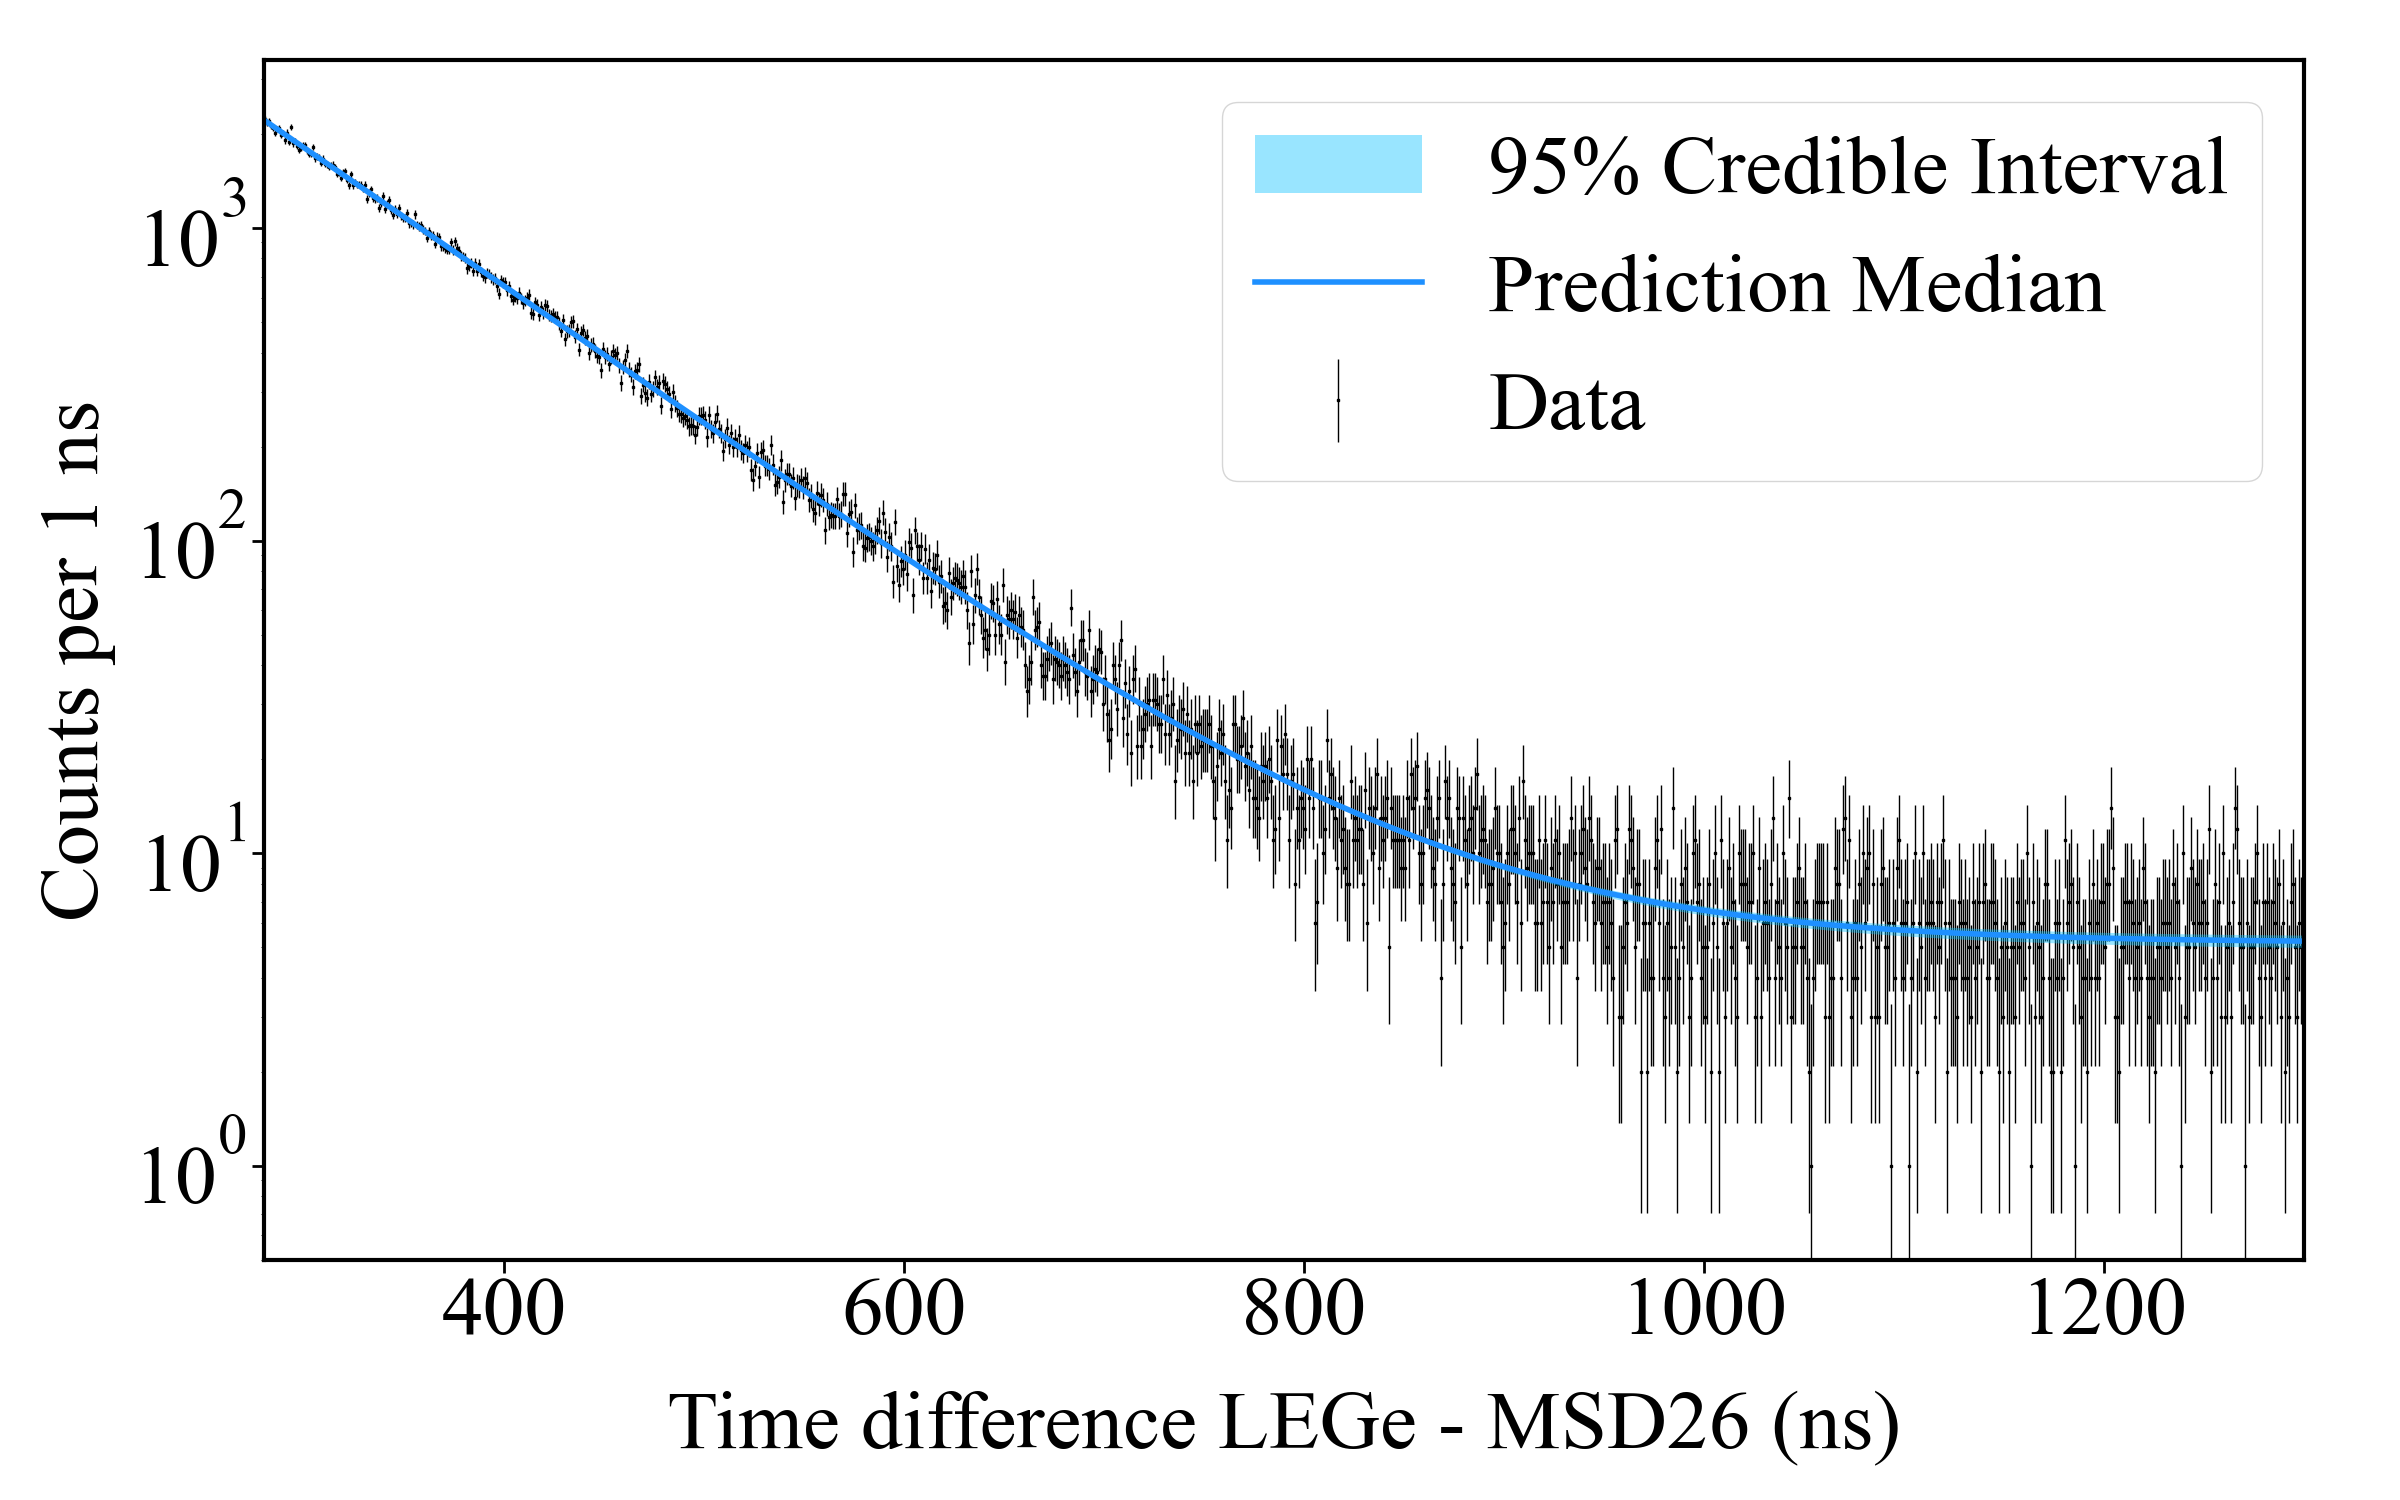 95% Credible Interval
Prediction Median
Data
Counts per 1 ns
10^3
10^2
10^1
10^0
400 600 800 1000 1200
Time difference LEGe - MSD26 (ns)